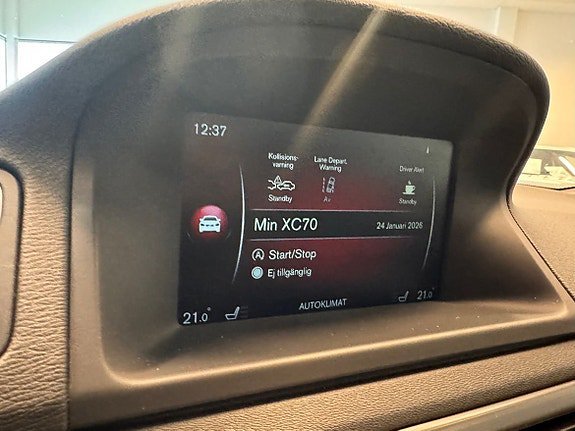 12:37
Kollisions-
varning
Lane Depart.
Warning
Driver Alert
Standby
Av
Standby
Min XC70
24 Januari 2026
A Start/Stop
Ej tillgänglig
21.0°
AUTOKLIMAT
21.0°